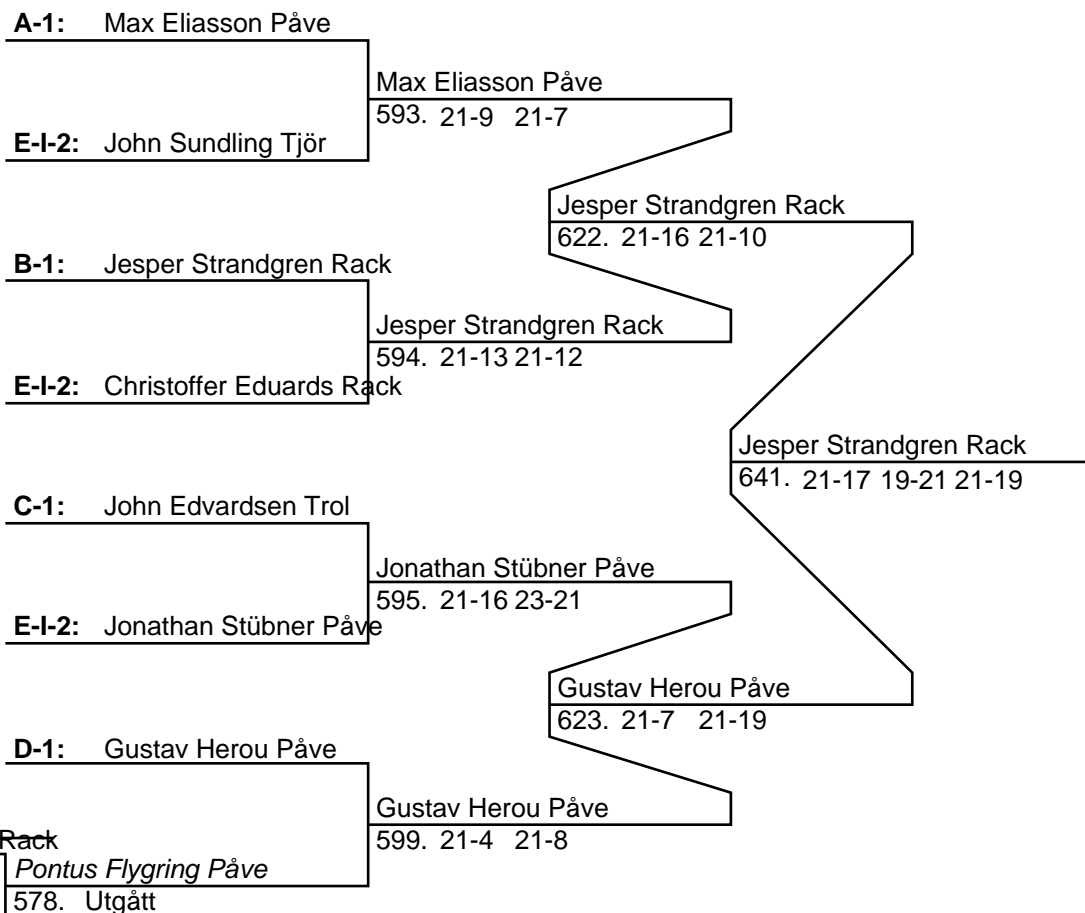 A-1: Max Eliasson Påve
Max Eliasson Påve
593. 21-9 21-7
E-I-2: John Sundling Tjör
Jesper Strandgren Rack
622. 21-16 21-10
B-1: Jesper Strandgren Rack
Jesper Strandgren Rack
594. 21-13 21-12
E-I-2: Christoffer Eduards Rack
Jesper Strandgren Rack
641. 21-17 19-21 21-19
C-1: John Edvardsen Trol
Jonathan Stübner Påve
595. 21-16 23-21
E-I-2: Jonathan Stübner Påve
Gustav Herou Påve
623. 21-7 21-19
D-1: Gustav Herou Påve
Gustav Herou Påve
599. 21-4 21-8
Rack
Pontus Flygring Påve
578. Utgått